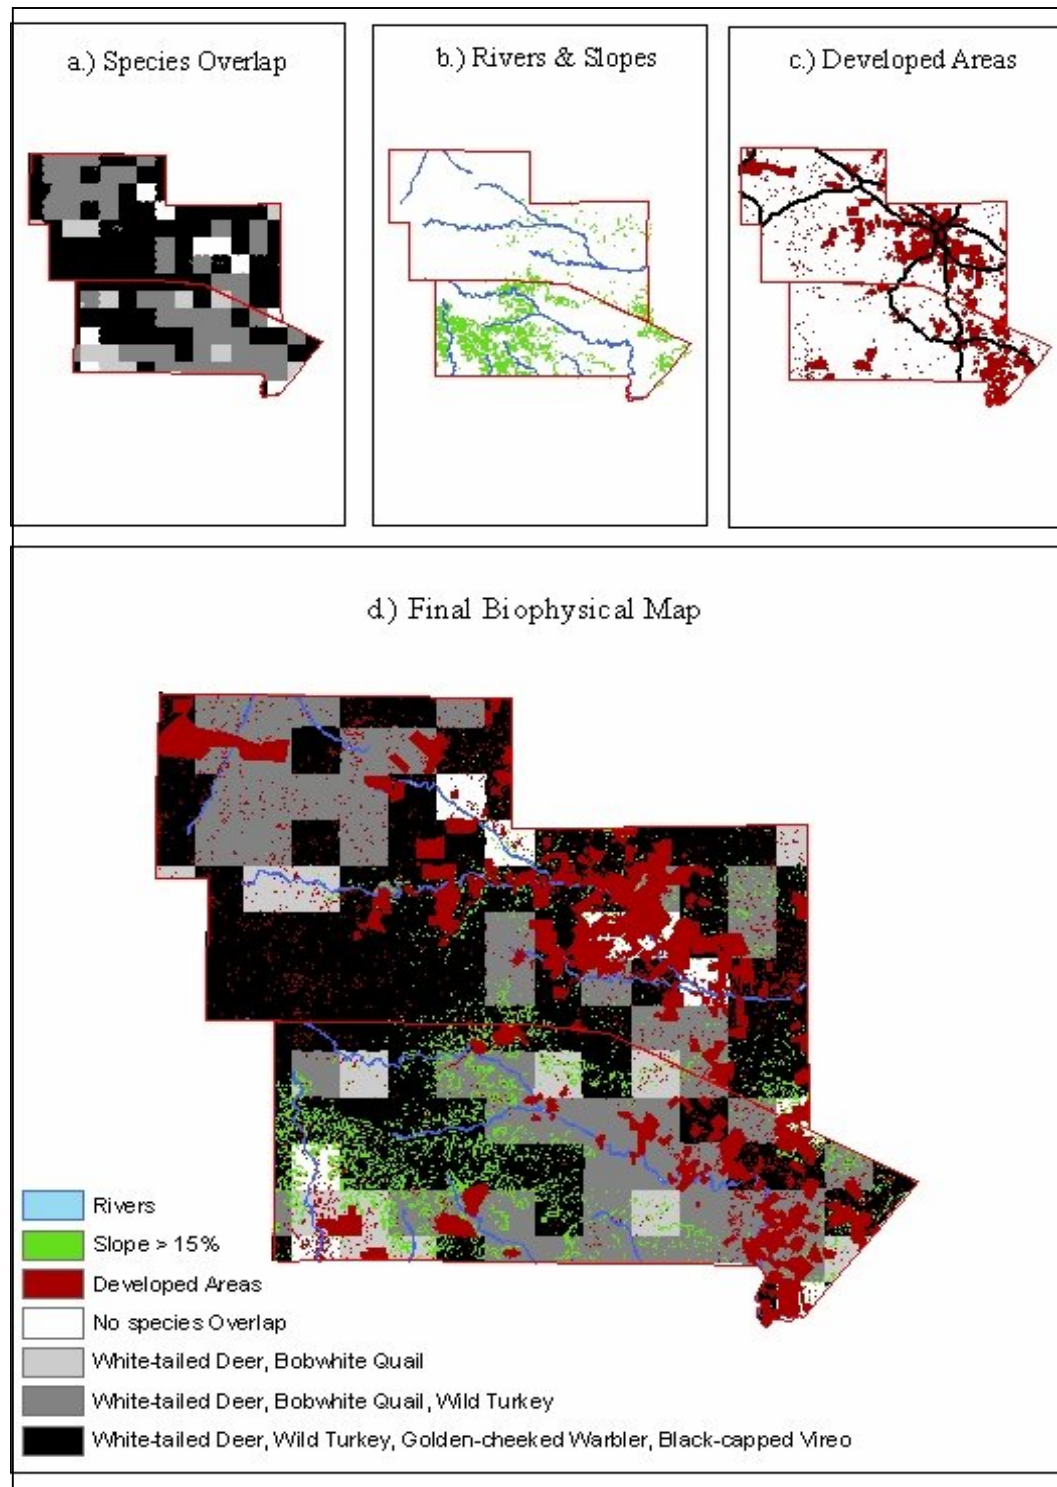 a.) Species Overlap
b.) Rivers & Slopes
c.) Developed Areas
d.) Final Biophysical Map
Rivers
Slope > 15%
Developed Areas
No species Overlap
White-tailed Deer, Bobwhite Quail
White-tailed Deer, Bobwhite Quail, Wild Turkey
White-tailed Deer, Wild Turkey, Golden-cheeked Warbler, Black-capped Vireo